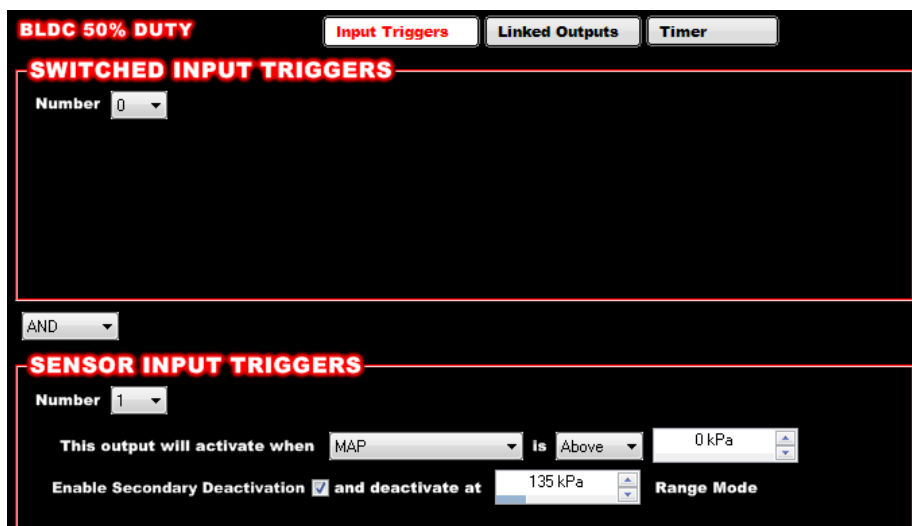 BLDC 50% DUTY Input Triggers Linked Outputs Timer
SWITCHED INPUT TRIGGERS
Number 0
AND
SENSOR INPUT TRIGGERS
Number 1
This output will activate when MAP is Above 0 kPa
Enable Secondary Deactivation and deactivate at 135 kPa Range Mode